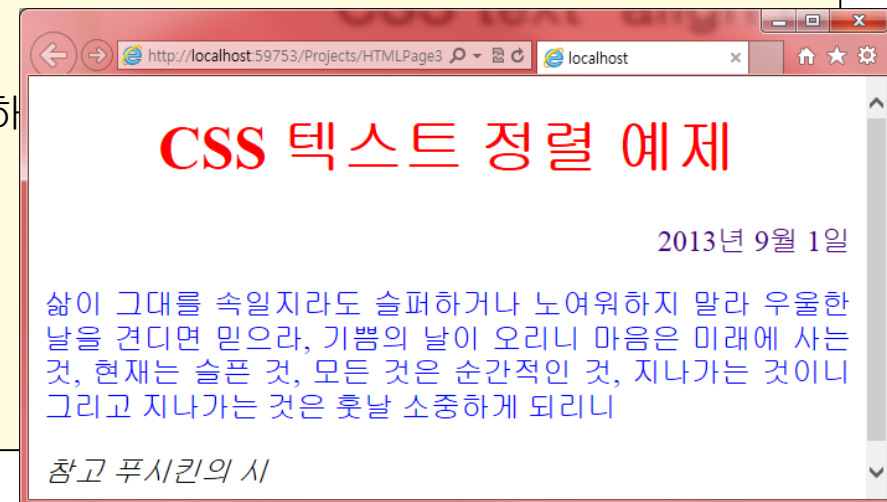 CSS text align
http://localhost:59753/Projects/HTMLPage3
localhost
하
CSS 텍스트 정렬 예제
2013년 9월 1일
삶이 그대를 속일지라도 슬퍼하거나 노여워하지 말라 우울한
날을 견디면 믿으라, 기쁨의 날이 오리니 마음은 미래에 사는
것, 현재는 슬픈 것, 모든 것은 순간적인 것, 지나가는 것이니
그리고 지나가는 것은 훗날 소중하게 되리니
참고 푸시킨의 시